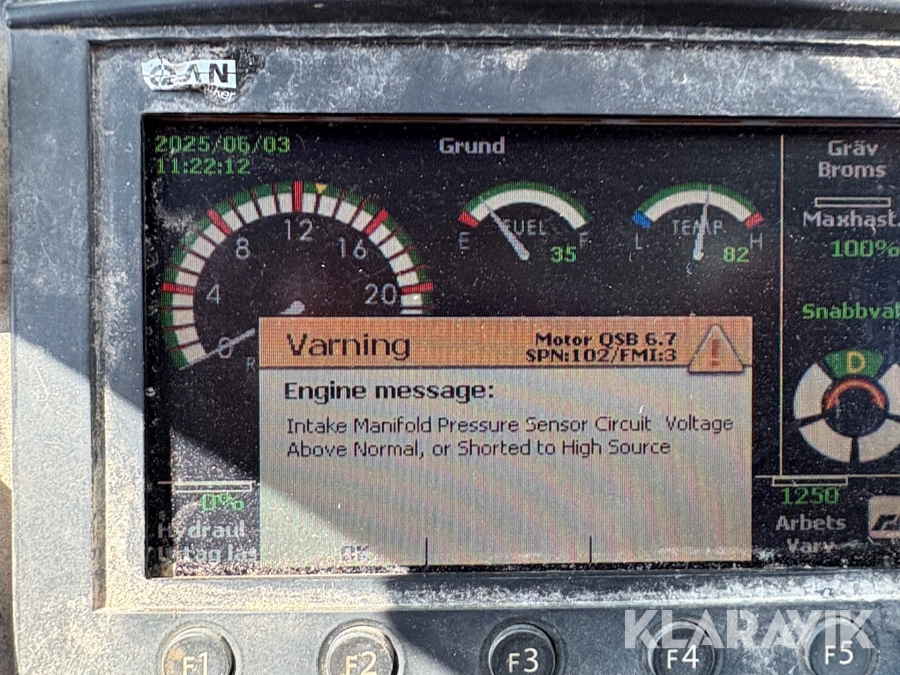 2025/06/03
11:22:12
Grund
Gräv
Broms
Maxhast.
100%
4
8
12
16
20
0
E
FUEL
F
35
L
TEMP
H
82
Varning
Motor QSB 6.7
SPN:102/FMI:3
Engine message:
Intake Manifold Pressure Sensor Circuit Voltage
Above Normal, or Shorted to High Source
D
0%
1250
Arbets
Varv
F1
F2
F3
F4
F5
KLARAVIK